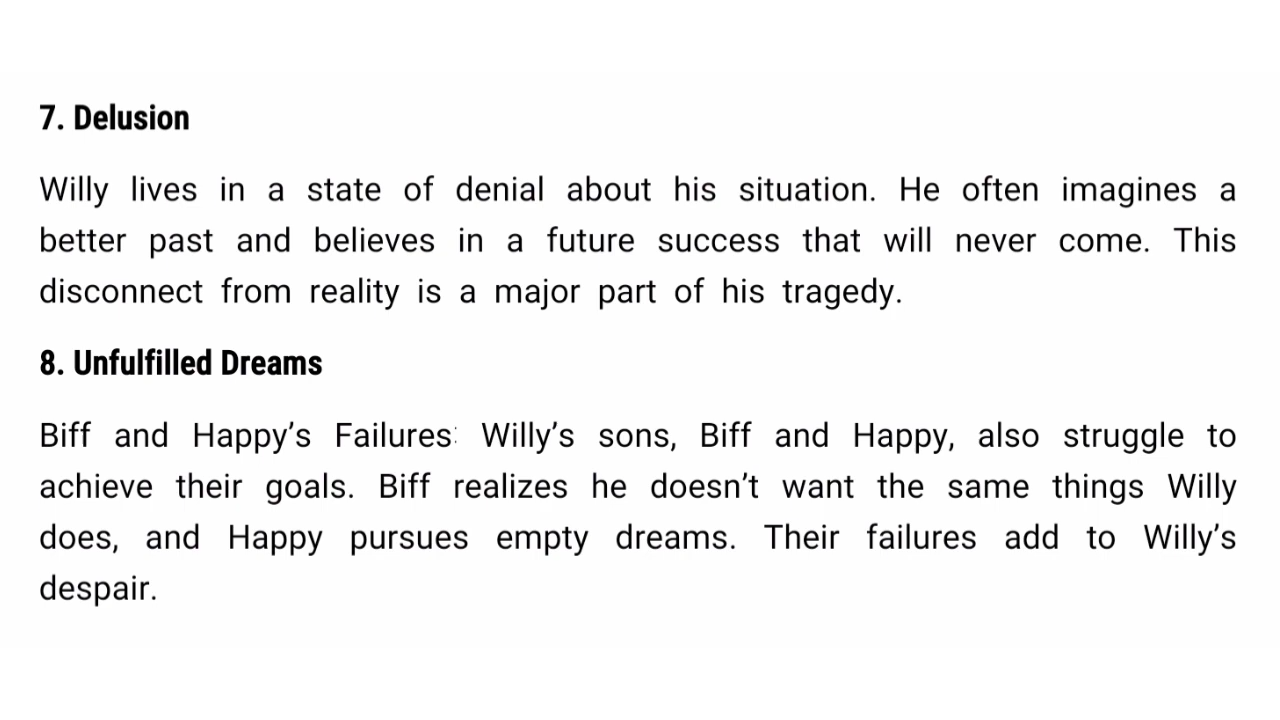 7. Delusion
Willy lives in a state of denial about his situation. He often imagines a
better past and believes in a future success that will never come. This
disconnect from reality is a major part of his tragedy.
8. Unfulfilled Dreams
Biff and Happy’s Failures: Willy’s sons, Biff and Happy, also struggle to
achieve their goals. Biff realizes he doesn’t want the same things Willy
does, and Happy pursues empty dreams. Their failures add to Willy’s
despair.